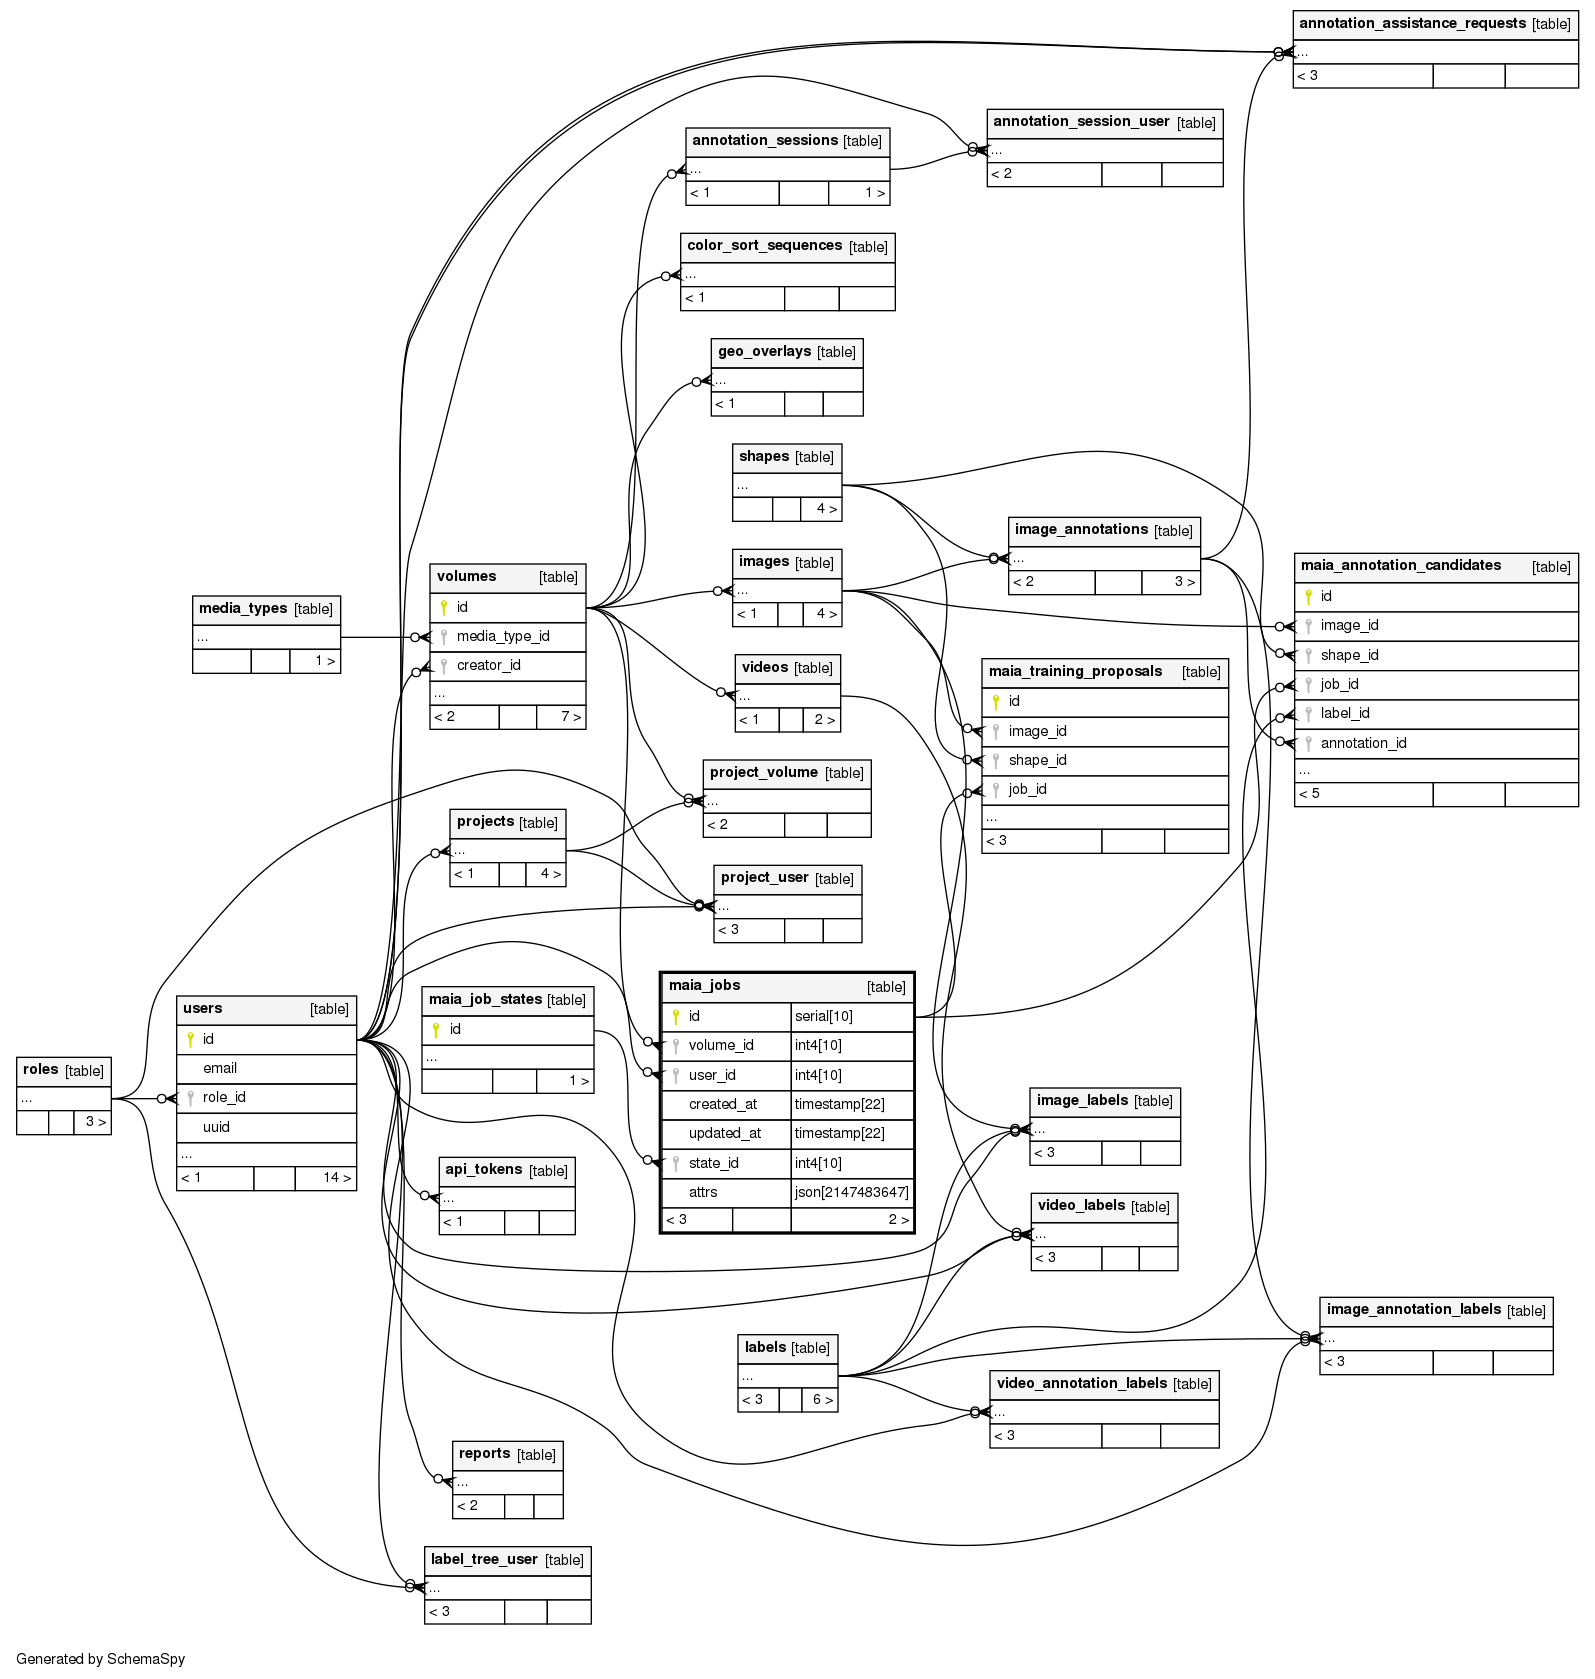 annotation_assistance_requests [table]
...
< 3
annotation_session_user [table]
...
< 2
annotation_sessions [table]
...
< 1 1 >
color_sort_sequences [table]
...
< 1
geo_overlays [table]
...
< 1
shapes [table]
...
4 >
image_annotations [table]
...
< 2 3 >
images [table]
...
< 1 4 >
maia_annotation_candidates [table]
id
image_id
shape_id
job_id
label_id
annotation_id
...
< 5
volumes [table]
id
media_type_id
creator_id
...
< 2 7 >
media_types [table]
...
1 >
videos [table]
...
< 1 2 >
maia_training_proposals [table]
id
image_id
shape_id
job_id
...
< 3
project_volume [table]
...
< 2
projects [table]
...
< 1 4 >
project_user [table]
...
< 3
maia_jobs [table]
id serial[10]
volume_id int4[10]
user_id int4[10]
created_at timestamp[22]
updated_at timestamp[22]
state_id int4[10]
attrs json[2147483647]
< 3 2 >
maia_job_states [table]
id
...
1 >
users [table]
id
email
role_id
uuid
...
< 1 14 >
roles [table]
...
3 >
image_labels [table]
...
< 3
api_tokens [table]
...
< 1
video_labels [table]
...
< 3
image_annotation_labels [table]
...
< 3
labels [table]
...
< 3 6 >
video_annotation_labels [table]
...
< 3
reports [table]
...
< 2
label_tree_user [table]
...
< 3
Generated by SchemaSpy